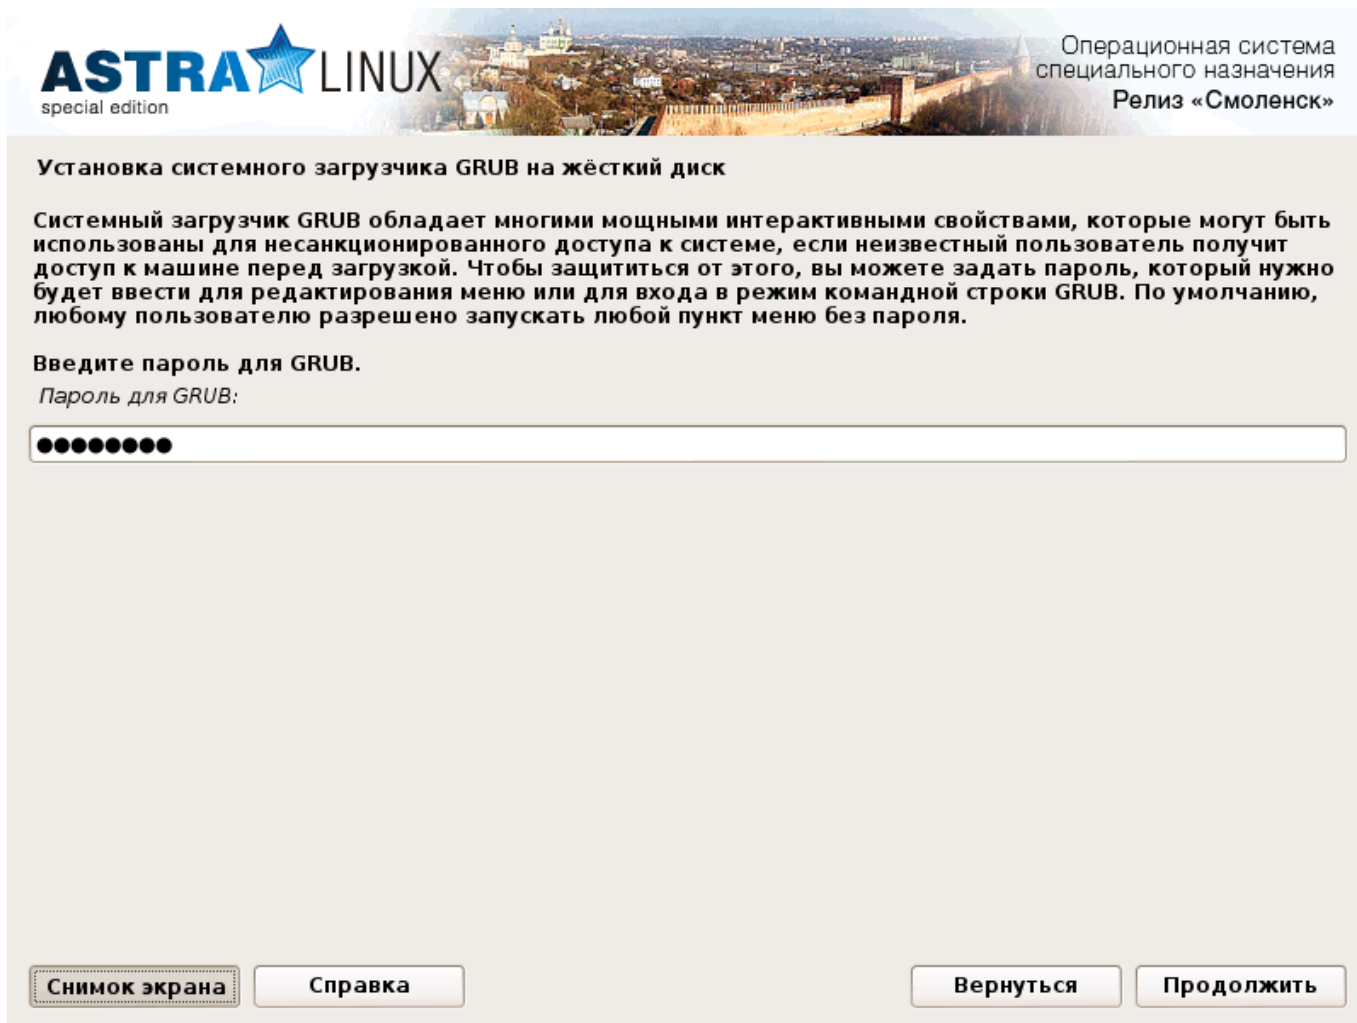 ASTRA LINUX
special edition
Операционная система
специального назначения
Релиз «Смоленск»
Установка системного загрузчика GRUB на жёсткий диск
Системный загрузчик GRUB обладает многими мощными интерактивными свойствами, которые могут быть
использованы для несанкционированного доступа к системе, если неизвестный пользователь получит
доступ к машине перед загрузкой. Чтобы защититься от этого, вы можете задать пароль, который нужно
будет ввести для редактирования меню или для входа в режим командной строки GRUB. По умолчанию,
любому пользователю разрешено запускать любой пункт меню без пароля.
Введите пароль для GRUB.
Пароль для GRUB:
●●●●●●●●
Снимок экрана
Справка
Вернуться
Продолжить